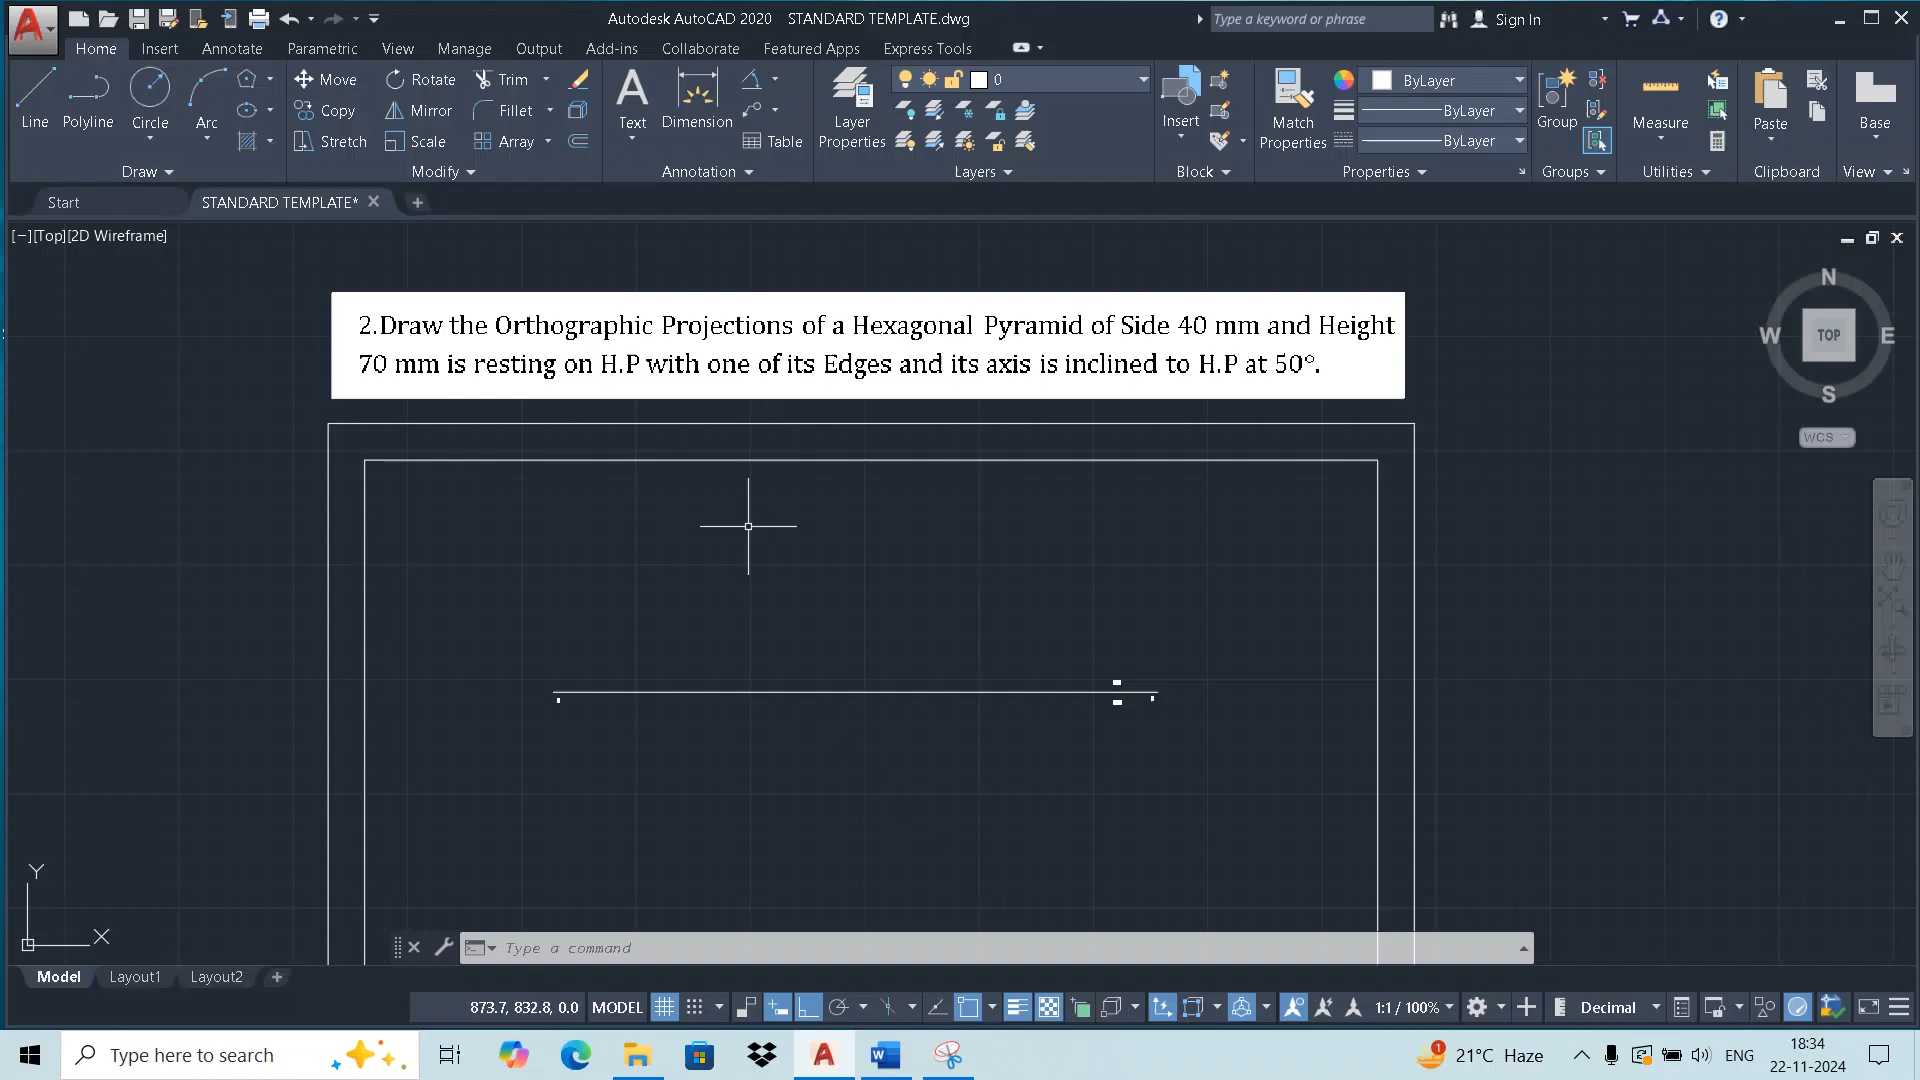 Autodesk AutoCAD 2020 STANDARD TEMPLATE.dwg
Type a keyword or phrase
Sign In
Home Insert Annotate Parametric View Manage Output Add-ins Collaborate Featured Apps Express Tools
Line Polyline Circle Arc
Move Rotate Trim
Copy Mirror Fillet
Stretch Scale Array
Text Dimension Table
Layer Properties
0
Insert
Match Properties
ByLayer
ByLayer
ByLayer
Group
Measure
Paste
Base
Draw Modify Annotation Layers Block Properties Groups Utilities Clipboard View
Start STANDARD TEMPLATE*
[−][Top][2D Wireframe]
2.Draw the Orthographic Projections of a Hexagonal Pyramid of Side 40 mm and Height
70 mm is resting on H.P with one of its Edges and its axis is inclined to H.P at 50°.
N
W TOP E
S
WCS
Y
X
Type a command
Model Layout1 Layout2
873.7, 832.8, 0.0 MODEL 1:1 / 100% Decimal
Type here to search
1
21°C Haze
ENG
18:34
22-11-2024